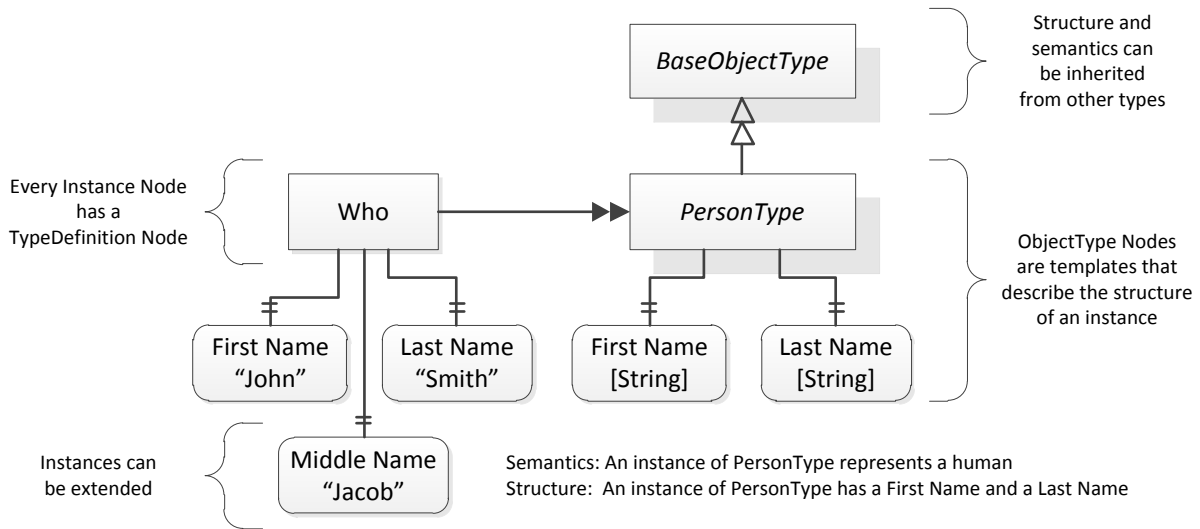 Structure and
semantics can
be inherited
from other types
BaseObjectType
Every Instance Node
has a
TypeDefinition Node
Who
PersonType
ObjectType Nodes
are templates that
describe the structure
of an instance
First Name
“John”
Last Name
“Smith”
First Name
[String]
Last Name
[String]
Instances can
be extended
Middle Name
“Jacob”
Semantics: An instance of PersonType represents a human
Structure:  An instance of PersonType has a First Name and a Last Name